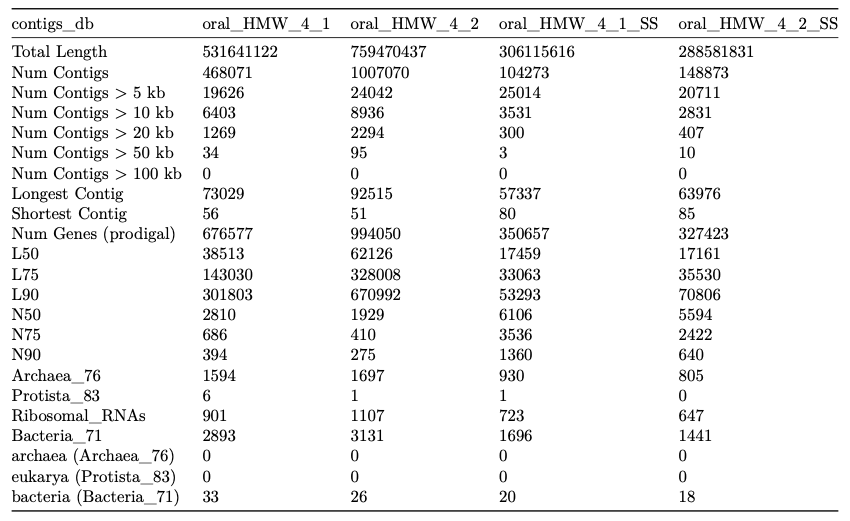 contigs_db oral_HMW_4_1 oral_HMW_4_2 oral_HMW_4_1_SS oral_HMW_4_2_SS
Total Length 531641122 759470437 306115616 288581831
Num Contigs 468071 1007070 104273 148873
Num Contigs > 5 kb 19626 24042 25014 20711
Num Contigs > 10 kb 6403 8936 3531 2831
Num Contigs > 20 kb 1269 2294 300 407
Num Contigs > 50 kb 34 95 3 10
Num Contigs > 100 kb 0 0 0 0
Longest Contig 73029 92515 57337 63976
Shortest Contig 56 51 80 85
Num Genes (prodigal) 676577 994050 350657 327423
L50 38513 62126 17459 17161
L75 143030 328008 33063 35530
L90 301803 670992 53293 70806
N50 2810 1929 6106 5594
N75 686 410 3536 2422
N90 394 275 1360 640
Archaea_76 1594 1697 930 805
Protista_83 6 1 1 0
Ribosomal_RNAs 901 1107 723 647
Bacteria_71 2893 3131 1696 1441
archaea (Archaea_76) 0 0 0 0
eukarya (Protista_83) 0 0 0 0
bacteria (Bacteria_71) 33 26 20 18